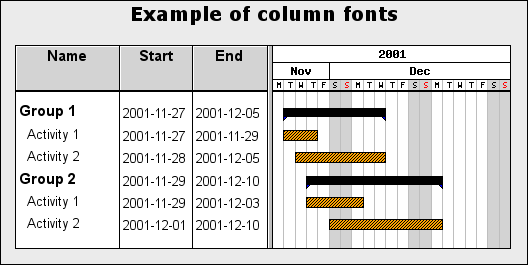 Example of column fonts
Name Start End 2001
Nov Dec
M T W T F S S M T W T F S S M T W T F S S
Group 1 2001-11-27 2001-12-05
Activity 1 2001-11-27 2001-11-29
Activity 2 2001-11-28 2001-12-05
Group 2 2001-11-29 2001-12-10
Activity 1 2001-11-29 2001-12-03
Activity 2 2001-12-01 2001-12-10